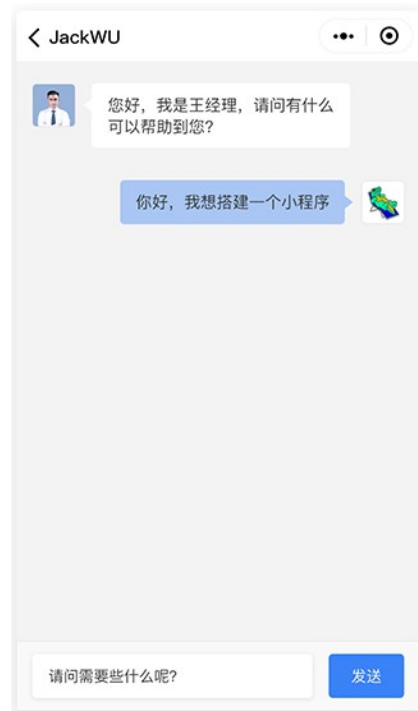 JackWU
您好，我是王经理，请问有什么
可以帮助到您？
你好，我想搭建一个小程序
请问需要些什么呢？
发送